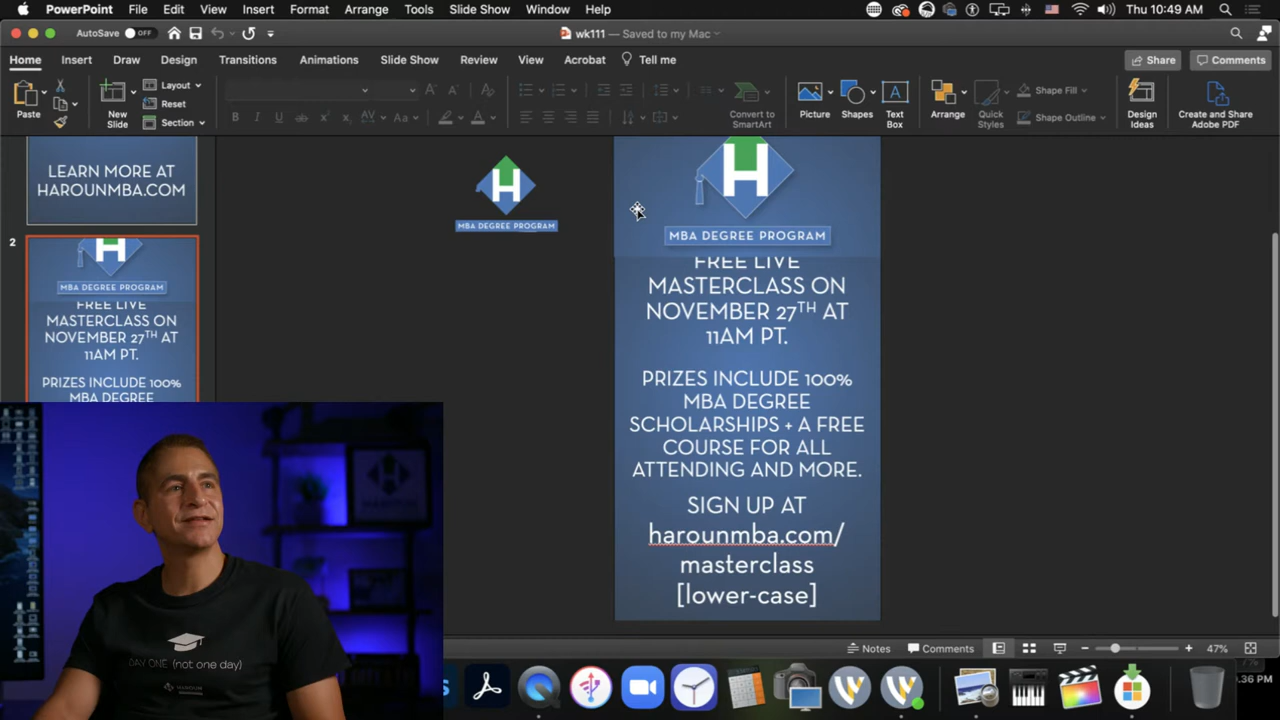 PowerPoint File Edit View Insert Format Arrange Tools Slide Show Window Help Thu 10:49 AM
AutoSave OFF wk111 — Saved to my Mac
Home Insert Draw Design Transitions Animations Slide Show Review View Acrobat Tell me Share Comments
Paste New Slide Layout Reset Section
B I U Aa A
Convert to SmartArt
Picture Shapes Text Box Arrange Quick Styles Shape Fill Shape Outline Design Ideas Create and Share Adobe PDF
LEARN MORE AT
HAROUNMBA.COM
2
H
MBA DEGREE PROGRAM
FREE LIVE
MASTERCLASS ON
NOVEMBER 27TH AT
11AM PT.
PRIZES INCLUDE 100%
MBA DEGREE
H
MBA DEGREE PROGRAM
H
MBA DEGREE PROGRAM
FREE LIVE
MASTERCLASS ON
NOVEMBER 27TH AT
11AM PT.
PRIZES INCLUDE 100%
MBA DEGREE
SCHOLARSHIPS + A FREE
COURSE FOR ALL
ATTENDING AND MORE.
SIGN UP AT
harounmba.com/
masterclass
[lower-case]
DAY ONE (not one day)
HAROUN
Notes Comments 47%
.36 PM